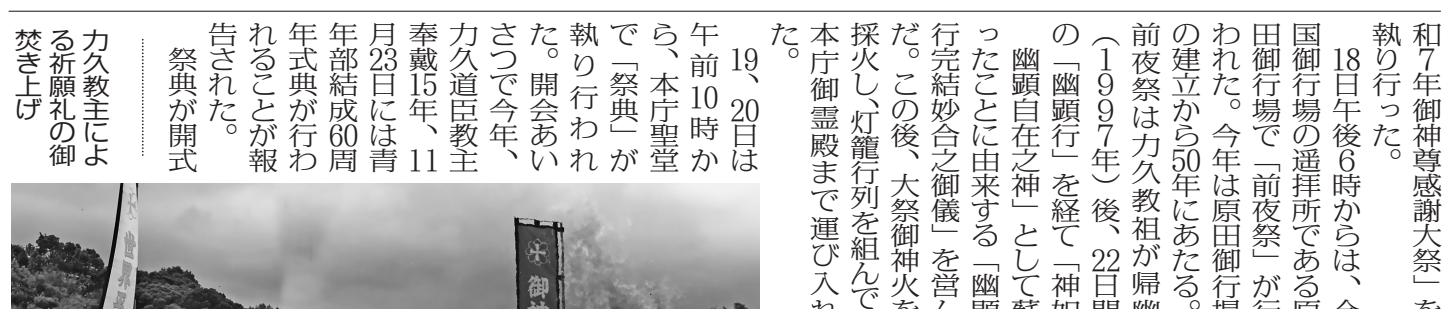 和7年御神尊感謝大祭」を
執り行った。
18日午後6時からは、全
国御行場の遥拝所である原
田御行場で「前夜祭」が行
われた。今年は原田御行場
の建立から50年にあたる。
前夜祭は力久教祖が帰幽
（1997年）後、22日間
の「幽顕行」を経て「神如
幽顕自在之神」として蘇
ったことに由来する「幽顕
行完結妙合之御儀」を営ん
だ。この後、大祭御神火を
採火し、灯籠行列を組んで
本庁御霊殿まで運び入れ
た。
19、20日は
午前10時か
ら、本庁聖堂
で「祭典」が
執り行われ
た。開会あい
さつで今年、
力久道臣教主
奉戴15年、11
月23日には青
年部結成60周
年式典が行わ
れることが報
告された。
祭典が開式
力久教主によ
る祈願礼の御
焚き上げ
御神
世界